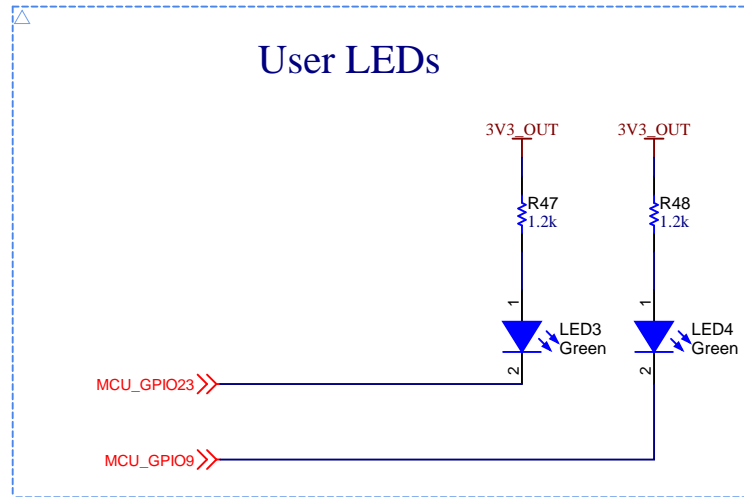 User LEDs
3V3_OUT
3V3_OUT
R47
1.2k
R48
1.2k
1
1
LED3
Green
LED4
Green
2
2
MCU_GPIO23
MCU_GPIO9